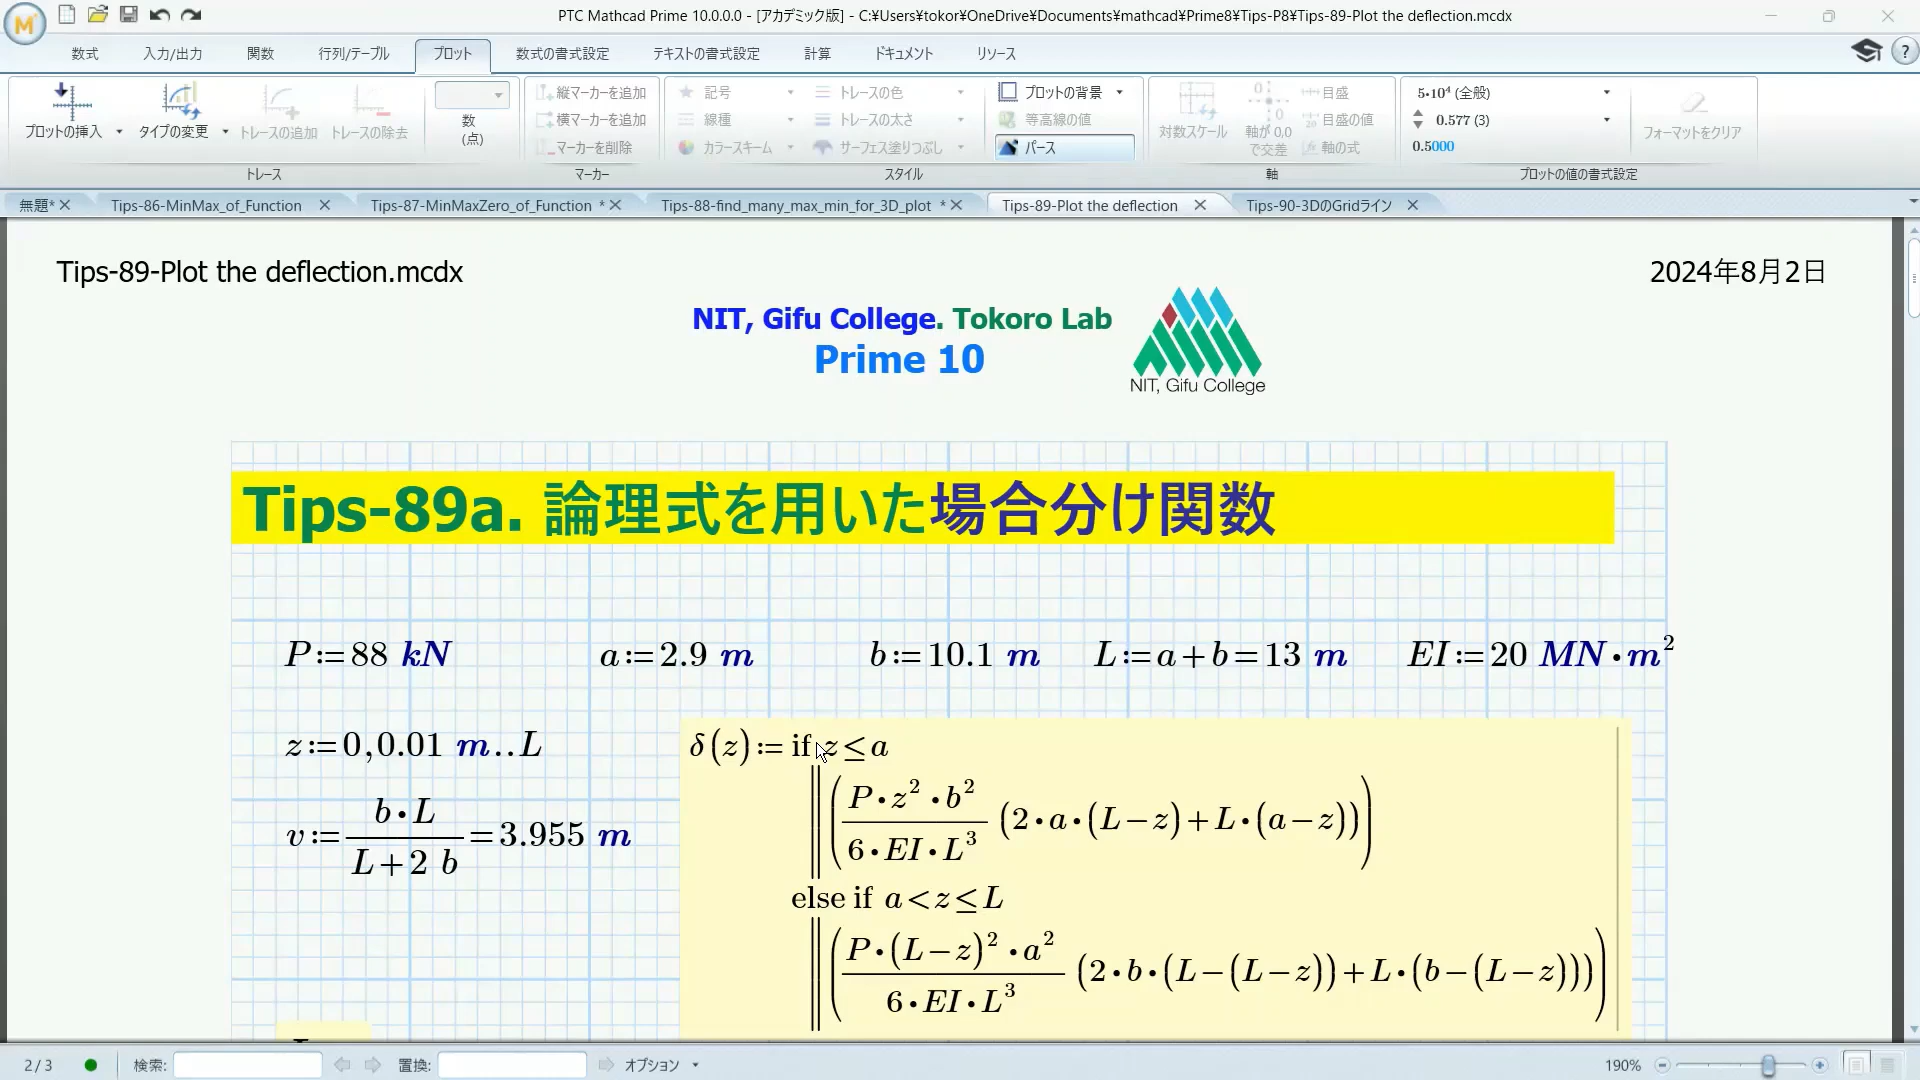 PTC Mathcad Prime 10.0.0.0 - [アカデミック版] - C:¥Users¥tokor¥OneDrive¥Documents¥mathcad¥Prime8¥Tips-P8¥Tips-89-Plot the deflection.mcdx
数式 入力/出力 関数 行列/テーブル プロット 数式の書式設定 テキストの書式設定 計算 ドキュメント リソース
プロットの挿入 タイプの変更 トレースの追加 トレースの除去 数 (点)
トレース
縦マーカーを追加
横マーカーを追加
マーカーを削除
マーカー
記号 トレースの色 プロットの背景
線種 トレースの太さ 等高線の値
カラースキーム サーフェス塗りつぶし パース
スタイル
対数スケール 軸が 0,0 で交差 目盛
目盛の値
軸の式
軸
5•10⁴ (全般)
0.577 (3)
0.5000
フォーマットをクリア
プロットの値の書式設定
無題* Tips-86-MinMax_of_Function Tips-87-MinMaxZero_of_Function * Tips-88-find_many_max_min_for_3D_plot * Tips-89-Plot the deflection Tips-90-3DのGridライン
Tips-89-Plot the deflection.mcdx 2024年8月2日
NIT, Gifu College. Tokoro Lab
Prime 10
NIT, Gifu College
Tips-89a. 論理式を用いた場合分け関数
P:=88 kN a:=2.9 m b:=10.1 m L:=a+b=13 m EI:=20 MN•m²
z:=0,0.01 m..L
v:=(b•L)/(L+2 b)=3.955 m
δ(z):= if z≤a
((P•z²•b²)/(6•EI•L³) (2•a•(L−z)+L•(a−z)))
else if a<z≤L
((P•(L−z)²•a²)/(6•EI•L³) (2•b•(L−(L−z))+L•(b−(L−z))))
2 / 3 検索: 置換: オプション 190%